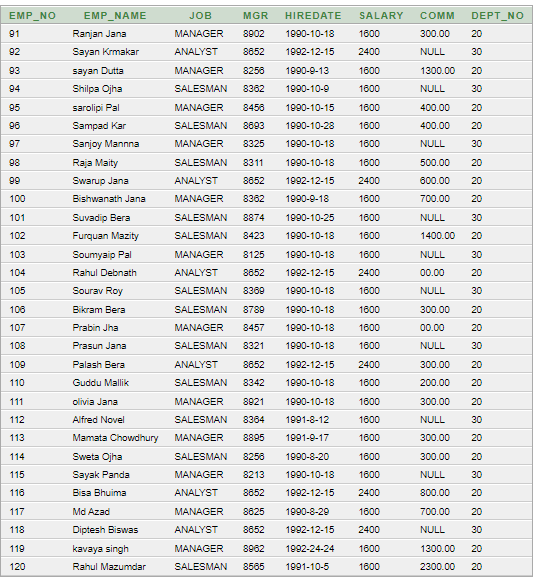 EMP_NO EMP_NAME JOB MGR HIREDATE SALARY COMM DEPT_NO
91 Ranjan Jana MANAGER 8902 1990-10-18 1600 300.00 20
92 Sayan Krmakar ANALYST 8652 1992-12-15 2400 NULL 30
93 sayan Dutta MANAGER 8256 1990-9-13 1600 1300.00 20
94 Shilpa Ojha SALESMAN 8362 1990-10-9 1600 NULL 30
95 sarolipi Pal MANAGER 8456 1990-10-15 1600 400.00 20
96 Sampad Kar SALESMAN 8693 1990-10-28 1600 400.00 20
97 Sanjoy Mannna MANAGER 8325 1990-10-18 1600 NULL 30
98 Raja Maity SALESMAN 8311 1990-10-18 1600 500.00 20
99 Swarup Jana ANALYST 8652 1992-12-15 2400 600.00 20
100 Bishwanath Jana MANAGER 8362 1990-9-18 1600 700.00 20
101 Suvadip Bera SALESMAN 8874 1990-10-25 1600 NULL 30
102 Furquan Mazity SALESMAN 8423 1990-10-18 1600 1400.00 20
103 Soumyaip Pal MANAGER 8125 1990-10-18 1600 NULL 30
104 Rahul Debnath ANALYST 8652 1992-12-15 2400 00.00 20
105 Sourav Roy SALESMAN 8369 1990-10-18 1600 NULL 30
106 Bikram Bera SALESMAN 8789 1990-10-18 1600 300.00 20
107 Prabin Jha MANAGER 8457 1990-10-18 1600 00.00 20
108 Prasun Jana SALESMAN 8321 1990-10-18 1600 NULL 30
109 Palash Bera ANALYST 8652 1992-12-15 2400 300.00 20
110 Guddu Mallik SALESMAN 8342 1990-10-18 1600 200.00 20
111 olivia Jana MANAGER 8921 1990-10-18 1600 300.00 20
112 Alfred Novel SALESMAN 8364 1991-8-12 1600 NULL 30
113 Mamata Chowdhury MANAGER 8895 1991-9-17 1600 300.00 20
114 Sweta Ojha SALESMAN 8256 1990-8-20 1600 300.00 20
115 Sayak Panda MANAGER 8213 1990-10-18 1600 NULL 30
116 Bisa Bhuima ANALYST 8652 1992-12-15 2400 800.00 20
117 Md Azad MANAGER 8625 1990-8-29 1600 700.00 20
118 Diptesh Biswas ANALYST 8652 1992-12-15 2400 NULL 30
119 kavaya singh MANAGER 8962 1992-24-24 1600 1300.00 20
120 Rahul Mazumdar SALESMAN 8565 1991-10-5 1600 2300.00 20